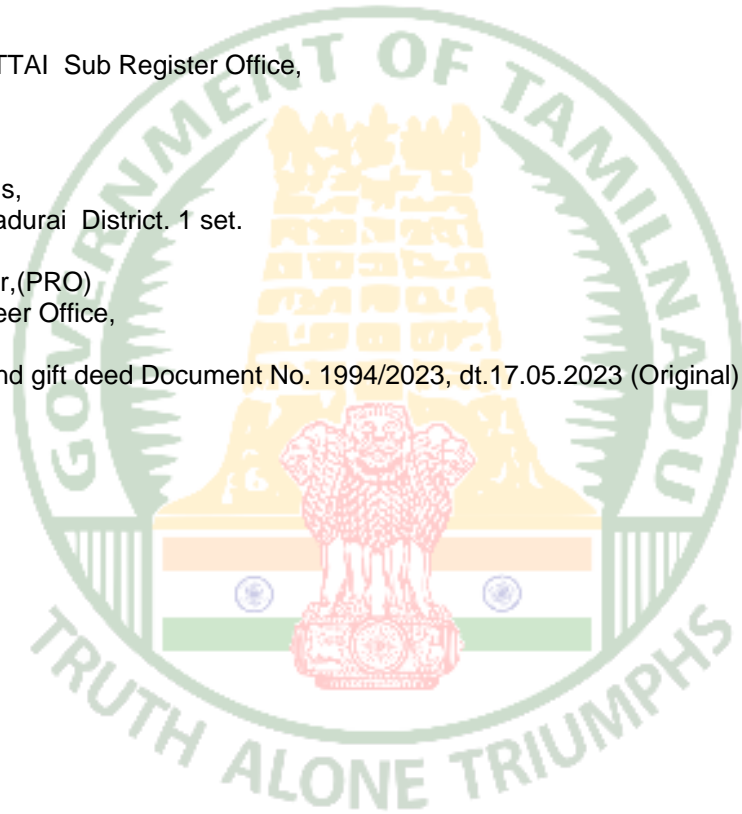 TTAI Sub Register Office,
s,
adurai District. 1 set.
r,(PRO)
eer Office,
nd gift deed Document No. 1994/2023, dt.17.05.2023 (Original)
GOVERNMENT OF TAMILNADU
TRUTH ALONE TRIUMPHS